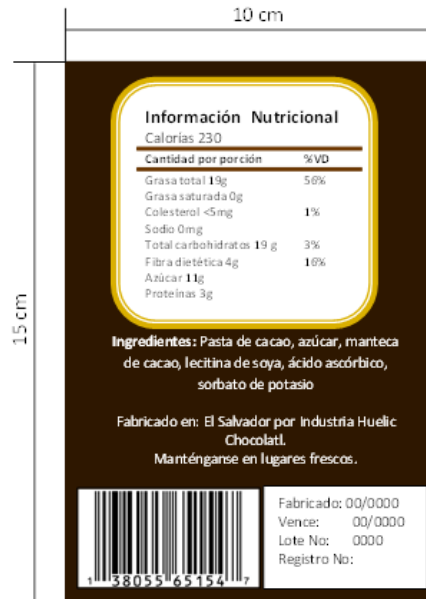 10 cm
15 cm
Información Nutricional
Calorías 230
Cantidad por porción %VD
Grasa total 19g 56%
Grasa saturada 0g
Colesterol <5mg 1%
Sodio 0mg
Total carbohidratos 19 g 3%
Fibra dietética 4g 16%
Azúcar 11g
Proteínas 3g
Ingredientes: Pasta de cacao, azúcar, manteca
de cacao, lecitina de soya, ácido ascórbico,
sorbato de potasio
Fabricado en: El Salvador por Industria Huelic
Chocolatl.
Manténganse en lugares frescos.
1 38055 65154 7
Fabricado: 00/0000
Vence: 00/0000
Lote No: 0000
Registro No: